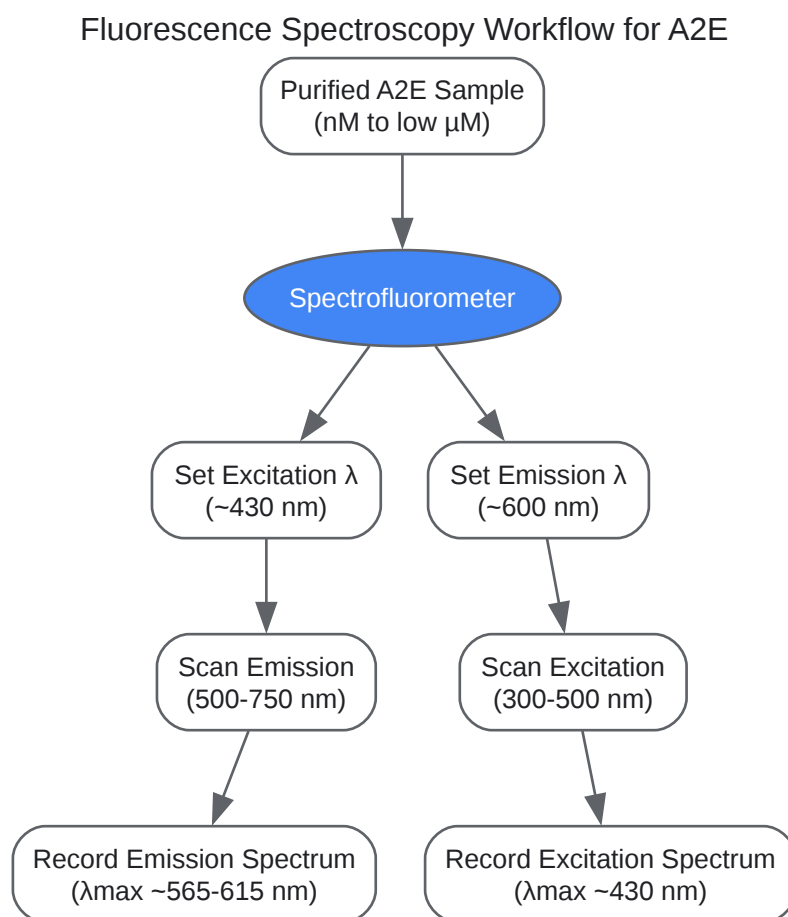 Fluorescence Spectroscopy Workflow for A2E
Purified A2E Sample
(nM to low µM)
Spectrofluorometer
Set Excitation λ
(~430 nm)
Set Emission λ
(~600 nm)
Scan Emission
(500-750 nm)
Scan Excitation
(300-500 nm)
Record Emission Spectrum
(λmax ~565-615 nm)
Record Excitation Spectrum
(λmax ~430 nm)